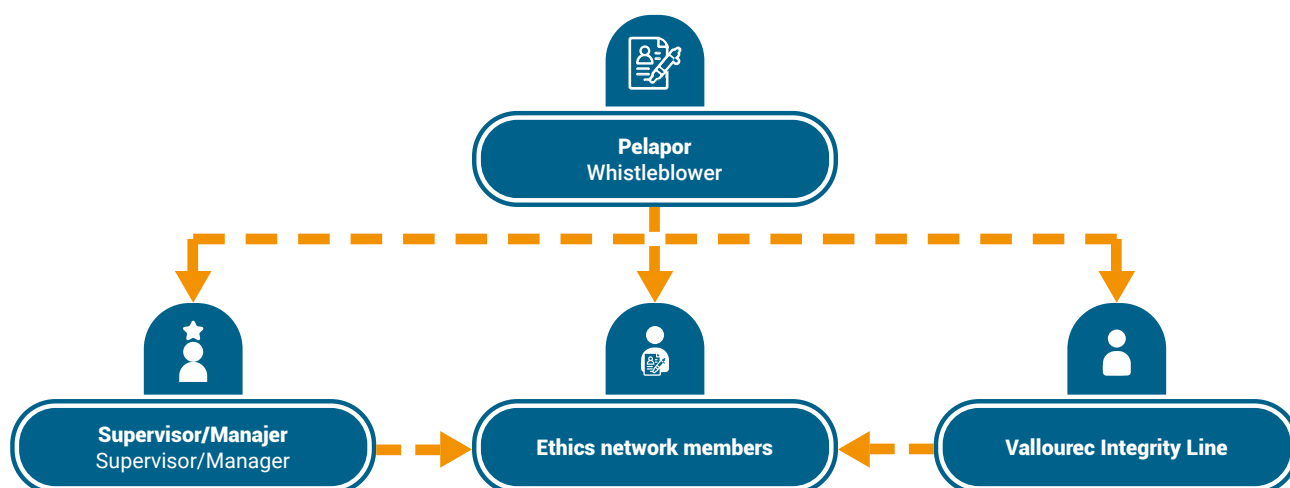 Pelapor
Whistleblower
Supervisor/Manajer
Supervisor/Manager
Ethics network members
Vallourec Integrity Line